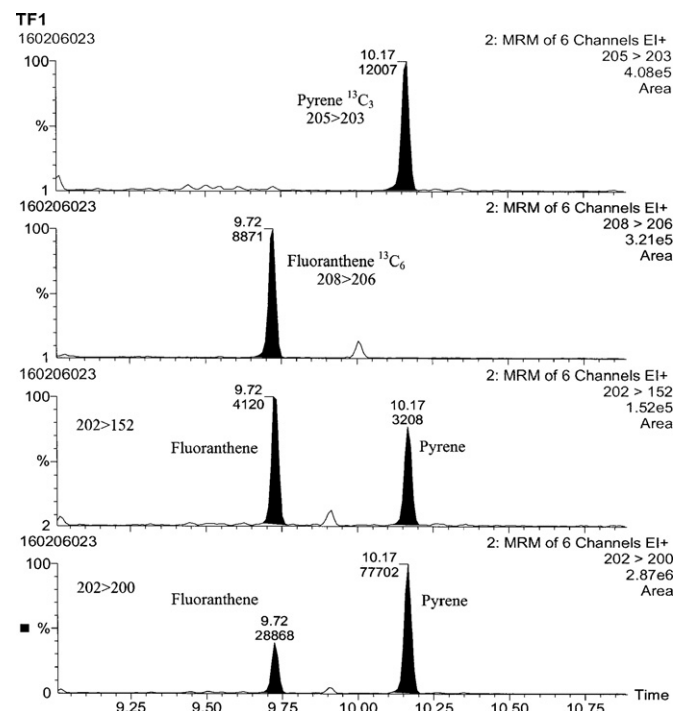 TF1
160206023
2: MRM of 6 Channels EI+
205 > 203
4.08e5
Area
100
%
1
10.17
12007
Pyrene ¹³C₃
205>203
160206023
2: MRM of 6 Channels EI+
208 > 206
3.21e5
Area
100
%
1
9.72
8871
Fluoranthene ¹³C₆
208>206
160206023
2: MRM of 6 Channels EI+
202 > 152
1.52e5
Area
100
%
2
202>152
9.72
4120
Fluoranthene
10.17
3208
Pyrene
160206023
2: MRM of 6 Channels EI+
202 > 200
2.87e6
Area
100
%
0
202>200
Fluoranthene
9.72
28868
10.17
77702
Pyrene
Time
9.25 9.50 9.75 10.00 10.25 10.50 10.75